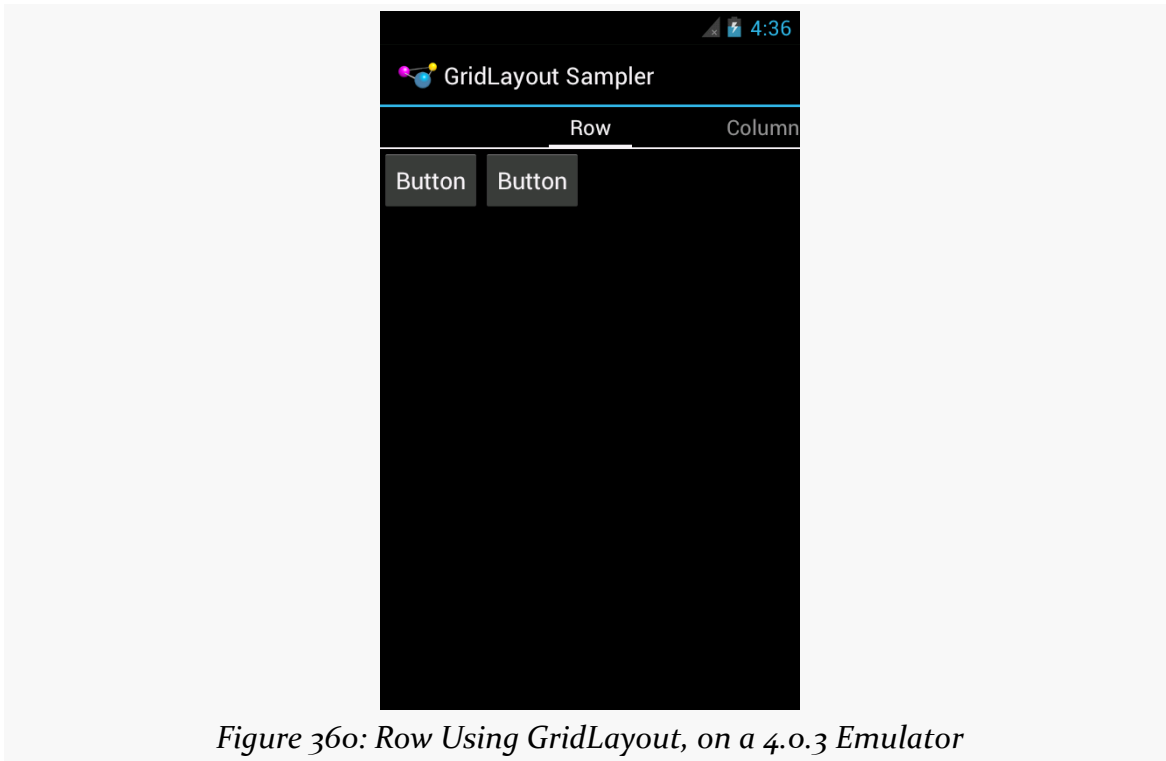 4:36
GridLayout Sampler
Row Column
Button Button
Figure 360: Row Using GridLayout, on a 4.0.3 Emulator